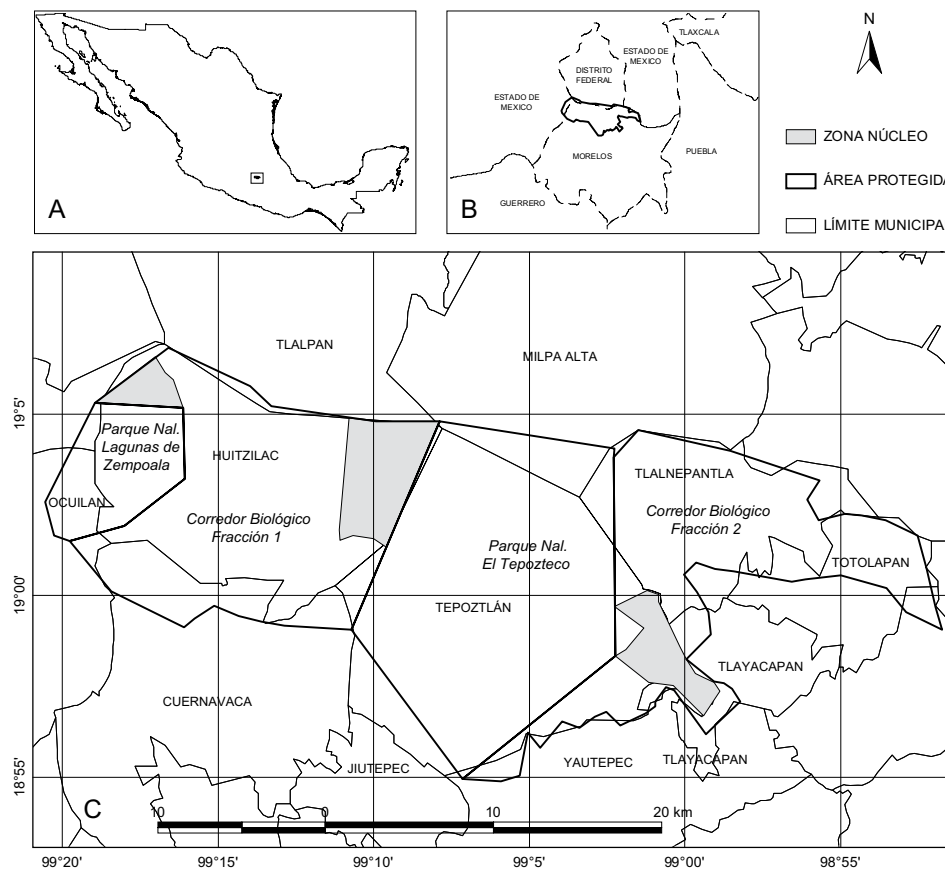 A
ESTADO DE
MEXICO
TLAXCALA
DISTRITO
FEDERAL
ESTADO DE
MEXICO
MORELOS
PUEBLA
GUERRERO
B
N
ZONA NÚCLEO
ÁREA PROTEGIDA
LÍMITE MUNICIPA
TLALPAN
MILPA ALTA
Parque Nal.
Lagunas de
Zempoala
HUITZILAC
OCUILAN
Corredor Biológico
Fracción 1
Parque Nal.
El Tepozteco
TEPOZTLÁN
TLALNEPANTLA
Corredor Biológico
Fracción 2
TOTOLAPAN
TLAYACAPAN
CUERNAVACA
JIUTEPEC
YAUTEPEC
TLAYACAPAN
C
10 0 10 20 km
19°5'
19°00'
18°55'
99°20' 99°15' 99°10' 99°5' 99°00' 98°55'